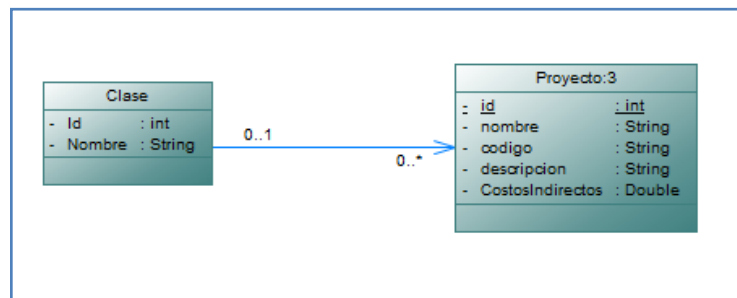 Clase
- Id : int
- Nombre : String
0..1
0..*
Proyecto:3
- id : int
- nombre : String
- codigo : String
- descripcion : String
- CostosIndirectos : Double